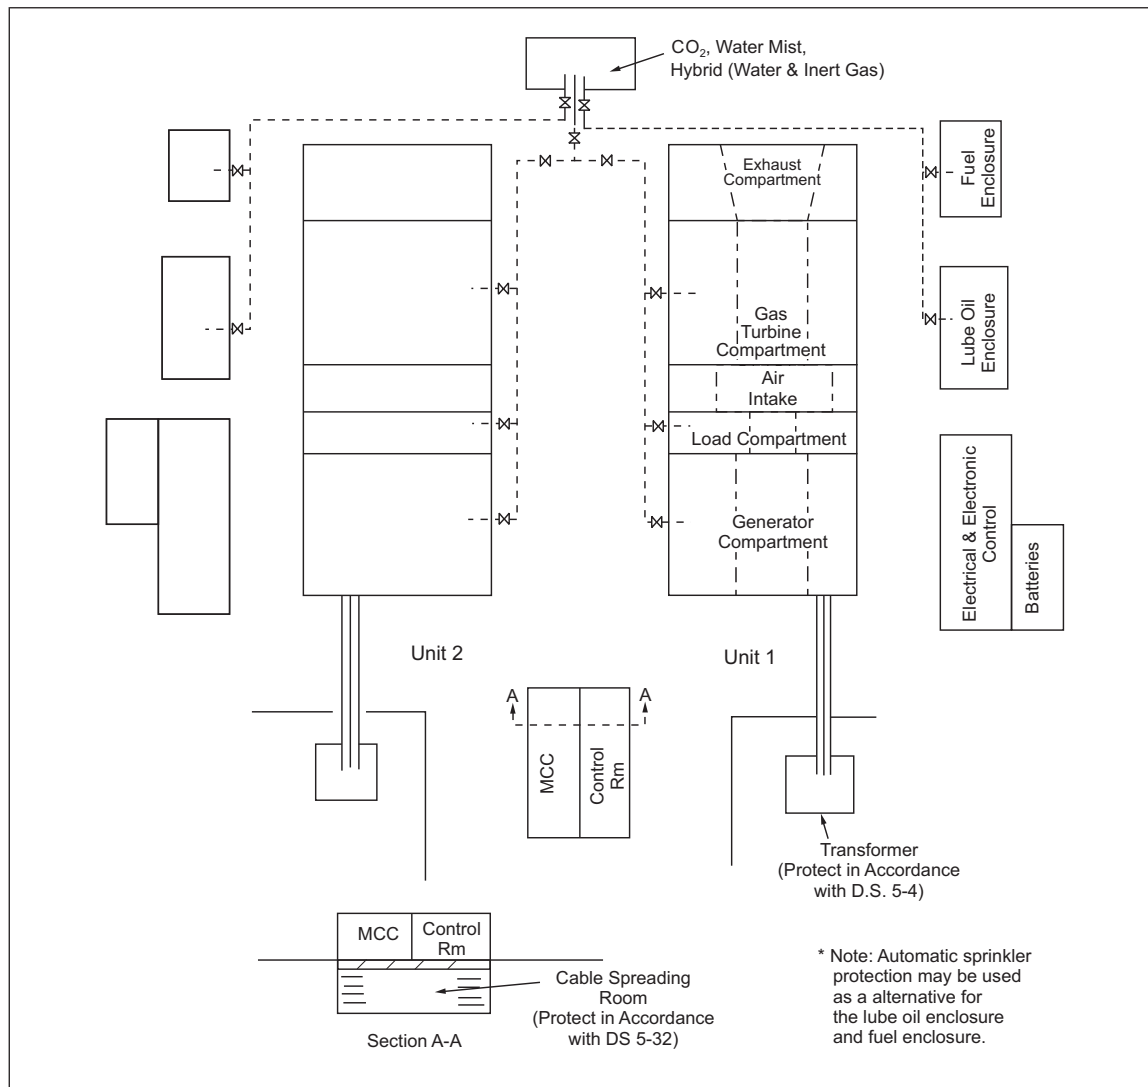 CO2, Water Mist,
Hybrid (Water & Inert Gas)
Exhaust
Compartment
Fuel
Enclosure
Gas
Turbine
Compartment
Lube Oil
Enclosure
Air
Intake
Load Compartment
Generator
Compartment
Electrical & Electronic
Control
Batteries
Unit 2
Unit 1
A
A
MCC
Control
Rm
Transformer
(Protect in Accordance
with D.S. 5-4)
MCC
Control
Rm
Cable Spreading
Room
(Protect in Accordance
with DS 5-32)
Section A-A
* Note: Automatic sprinkler
protection may be used
as a alternative for
the lube oil enclosure
and fuel enclosure.